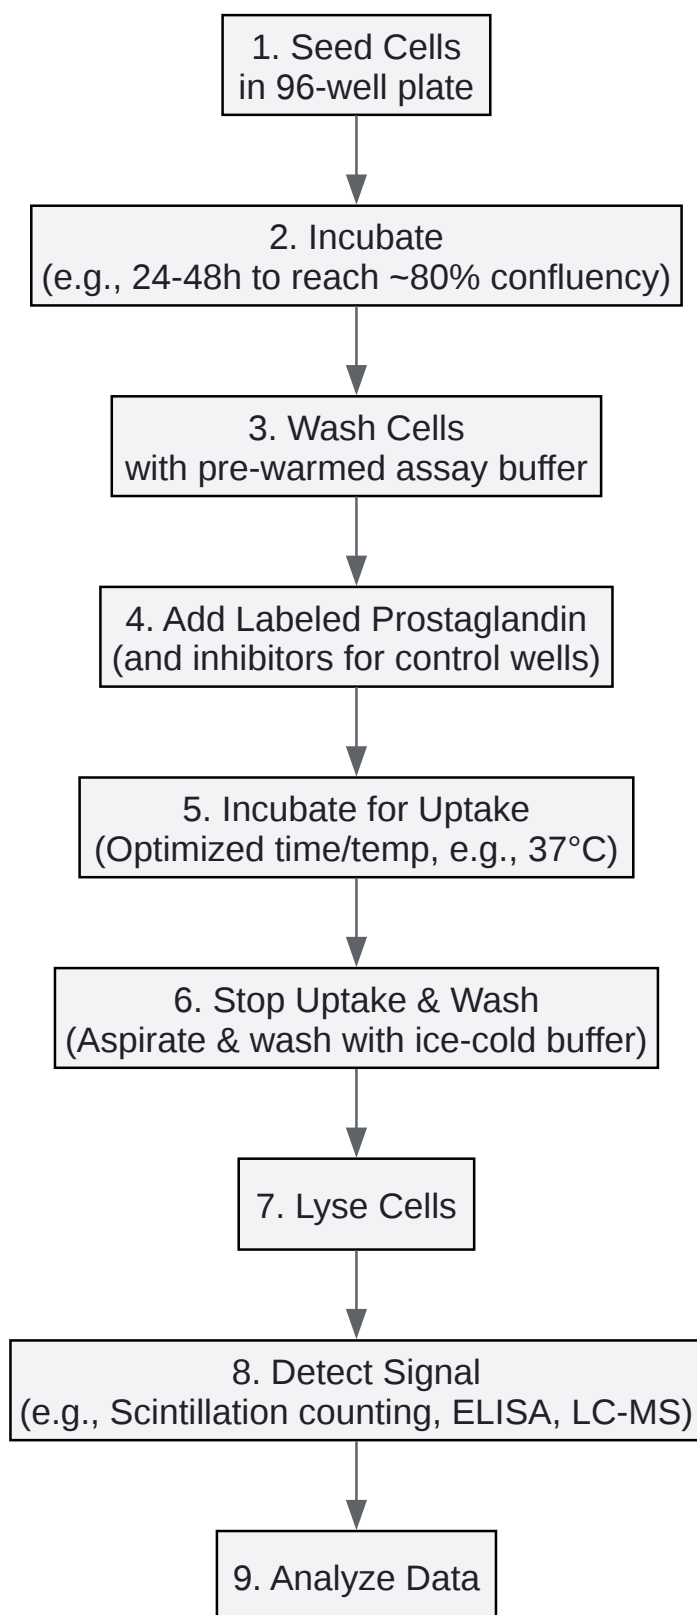 1. Seed Cells
in 96-well plate
2. Incubate
(e.g., 24-48h to reach ~80% confluency)
3. Wash Cells
with pre-warmed assay buffer
4. Add Labeled Prostaglandin
(and inhibitors for control wells)
5. Incubate for Uptake
(Optimized time/temp, e.g., 37°C)
6. Stop Uptake & Wash
(Aspirate & wash with ice-cold buffer)
7. Lyse Cells
8. Detect Signal
(e.g., Scintillation counting, ELISA, LC-MS)
9. Analyze Data